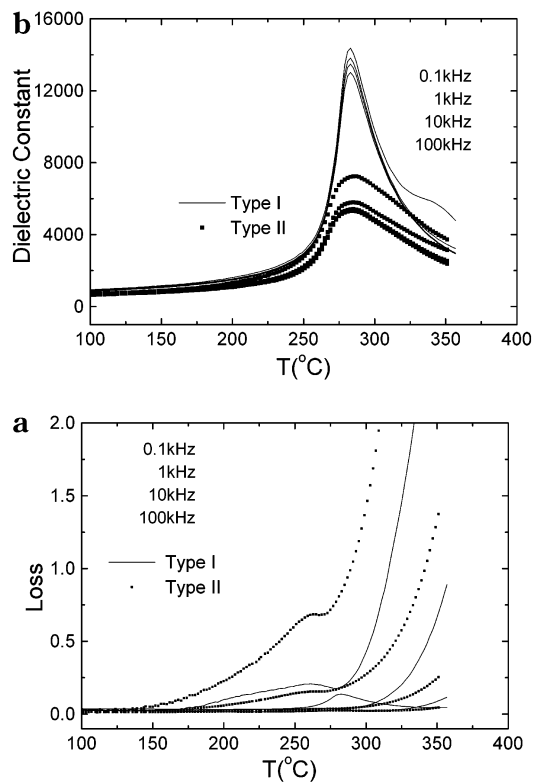 b
16000
12000
8000
4000
0
Dielectric Constant
0.1kHz
1kHz
10kHz
100kHz
Type I
Type II
100 150 200 250 300 350 400
T(°C)
a
2.0
1.5
1.0
0.5
0.0
Loss
0.1kHz
1kHz
10kHz
100kHz
Type I
Type II
100 150 200 250 300 350 400
T(°C)